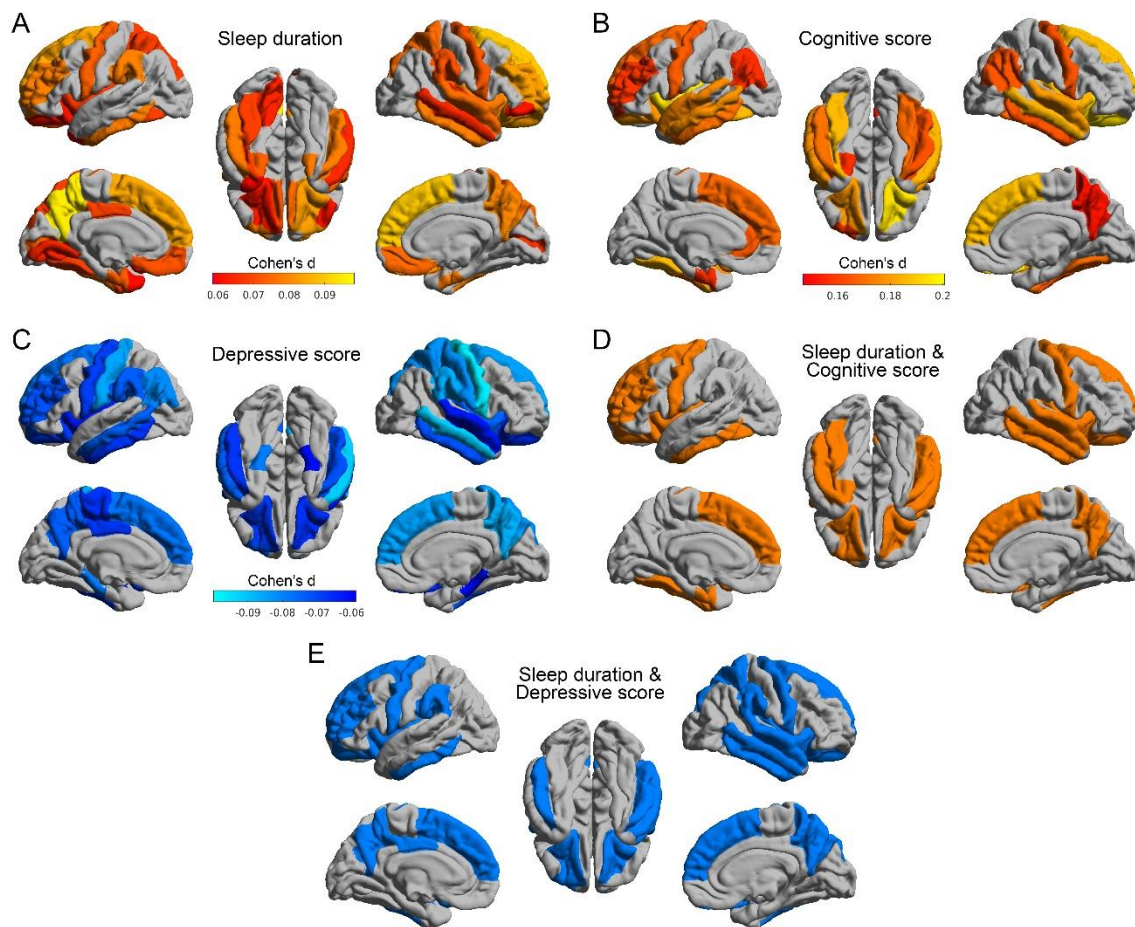 A
Sleep duration
Cohen's d
0.06 0.07 0.08 0.09
B
Cognitive score
Cohen's d
0.16 0.18 0.2
C
Depressive score
Cohen's d
-0.09 -0.08 -0.07 -0.06
D
Sleep duration &
Cognitive score
E
Sleep duration &
Depressive score